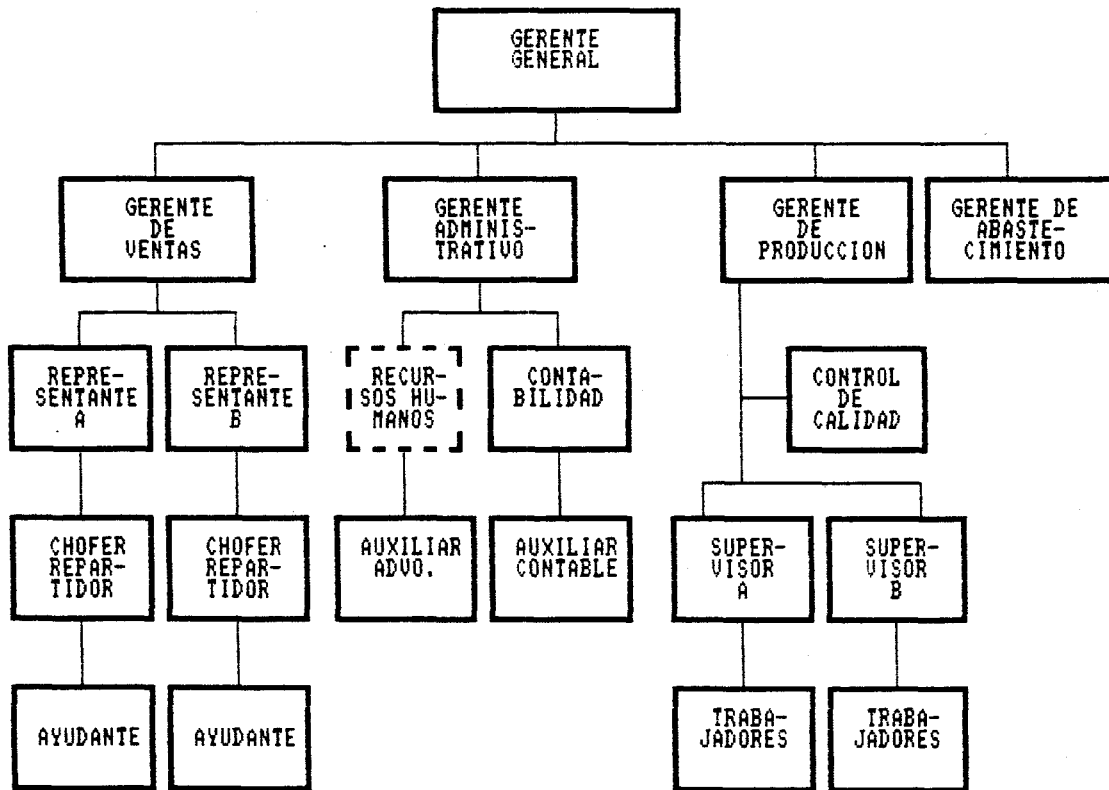 GERENTE
GENERAL
GERENTE
DE
VENTAS
GERENTE
ADMINIS-
TRATIVO
GERENTE
DE
PRODUCCION
GERENTE DE
ABASTE-
CIMIENTO
REPRE-
SENTANTE
A
REPRE-
SENTANTE
B
RECUR-
SOS HU-
MANOS
CONTA-
BILIDAD
CONTROL
DE
CALIDAD
CHOFER
REPAR-
TIDOR
CHOFER
REPAR-
TIDOR
AUXILIAR
ADVO.
AUXILIAR
CONTABLE
SUPER-
VISOR
A
SUPER-
VISOR
B
AYUDANTE
AYUDANTE
TRABA-
JADORES
TRABA-
JADORES